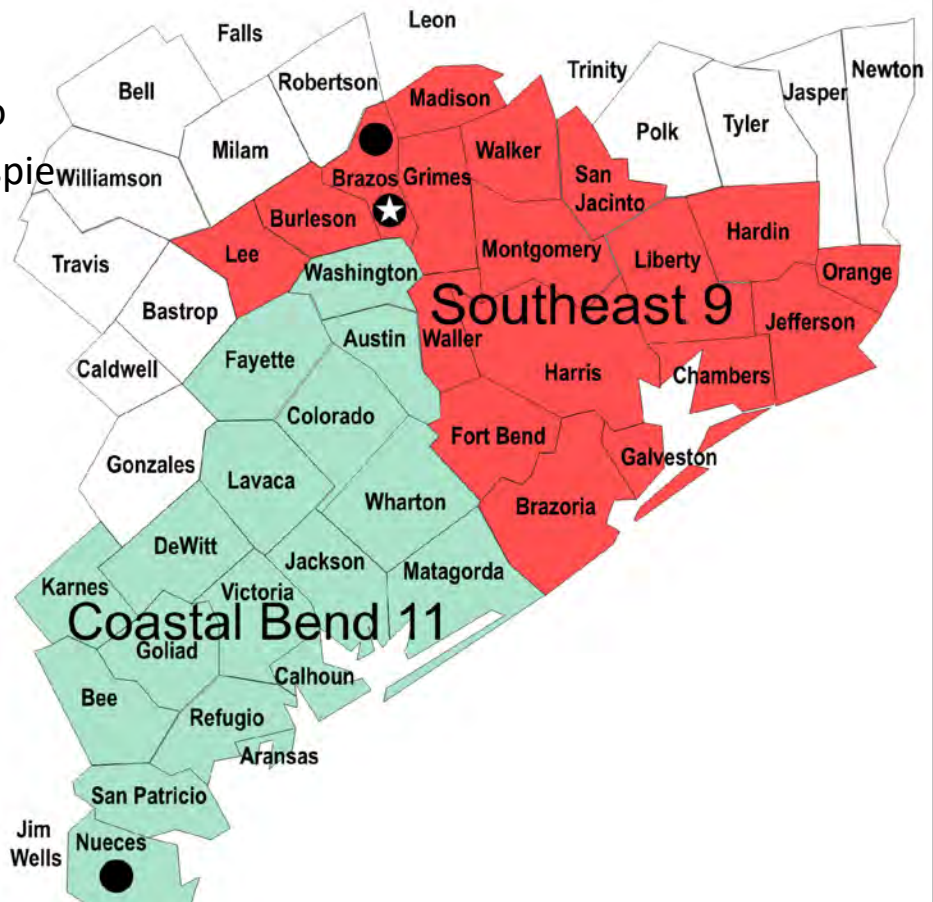 Leon
Falls
Newton
Trinity
Robertson
Bell
Madison
Jasper
o
Tyler
Polk
Milam
Walker
pie
Williamson
Brazos Grimes
San
Jacinto
Burleson
Hardin
Lee
Montgomery
Liberty
Travis
Washington
Orange
Bastrop
Southeast 9
Jefferson
Austin
Waller
Fayette
Caldwell
Harris
Chambers
Colorado
Fort Bend
Galveston
Gonzales
Lavaca
Wharton
Brazoria
DeWitt
Jackson
Matagorda
Karnes
Victoria
Coastal Bend 11
Goliad
Calhoun
Bee
Refugio
Aransas
San Patricio
Jim
Wells
Nueces